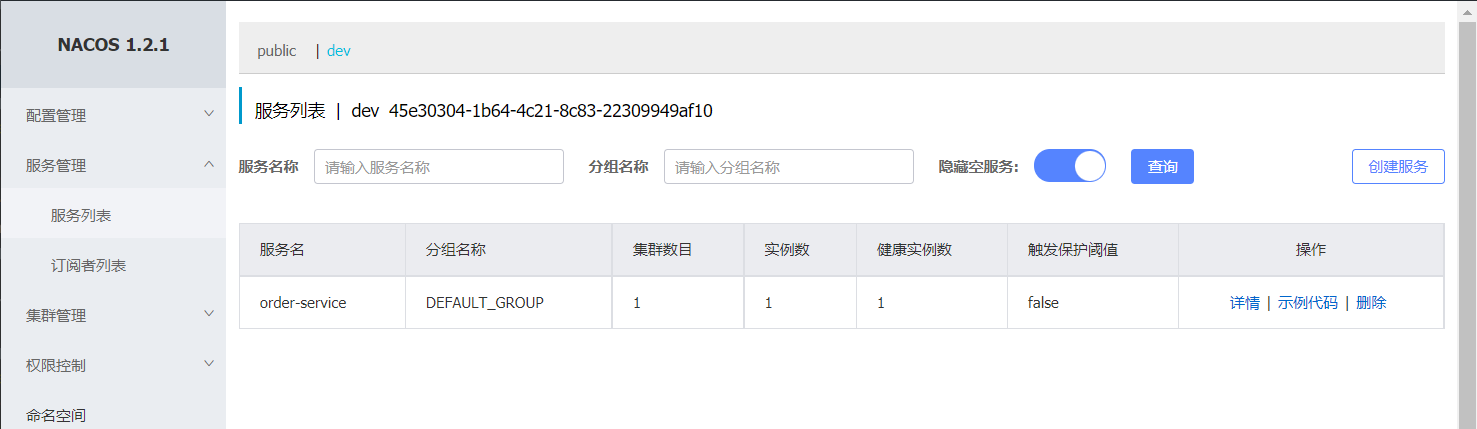 NACOS 1.2.1
配置管理
服务管理
服务列表
订阅者列表
集群管理
权限控制
命名空间
public | dev
服务列表 | dev 45e30304-1b64-4c21-8c83-22309949af10
服务名称 请输入服务名称 分组名称 请输入分组名称 隐藏空服务: 查询 创建服务
服务名 分组名称 集群数目 实例数 健康实例数 触发保护阈值 操作
order-service DEFAULT_GROUP 1 1 1 false 详情 | 示例代码 | 删除